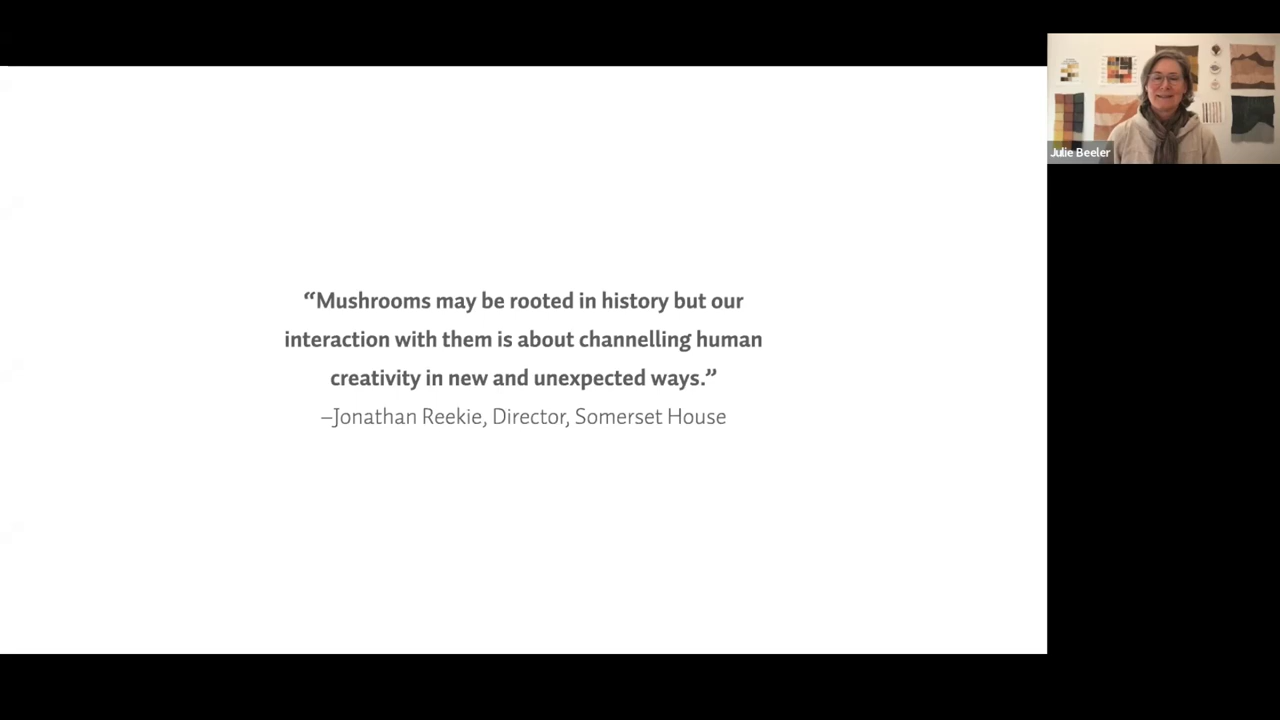 “Mushrooms may be rooted in history but our
interaction with them is about channelling human
creativity in new and unexpected ways.”
–Jonathan Reekie, Director, Somerset House
Julie Beeler